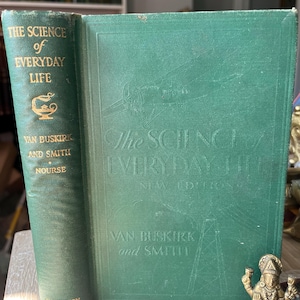 THE SCIENCE
of
EVERYDAY
LIFE
VAN BUSKIRK
AND SMITH
NOURSE
The SCIENCE of
EVERYDAY
NEW EDITION
VAN BUSKIRK
and SMITH